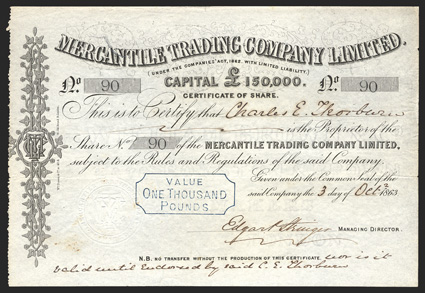 MERCANTILE TRADING COMPANY LIMITED.
(UNDER THE COMPANIES' ACT, 1862, WITH LIMITED LIABILITY.)
No. 90 CAPITAL £150,000. No. 90
CERTIFICATE OF SHARE.
This is to Certify that Charles E. Thorburn
is the Proprietor of the
Share No. 90 of the MERCANTILE TRADING COMPANY LIMITED,
subject to the Rules and Regulations of the said Company.
Given under the Common Seal of the
said Company the 3 day of Octr. 1863
VALUE
ONE THOUSAND
POUNDS.
MANAGING DIRECTOR.
N.B. NO TRANSFER WITHOUT THE PRODUCTION OF THIS CERTIFICATE nor is it
valid until endorsed by said C. E. Thorburn